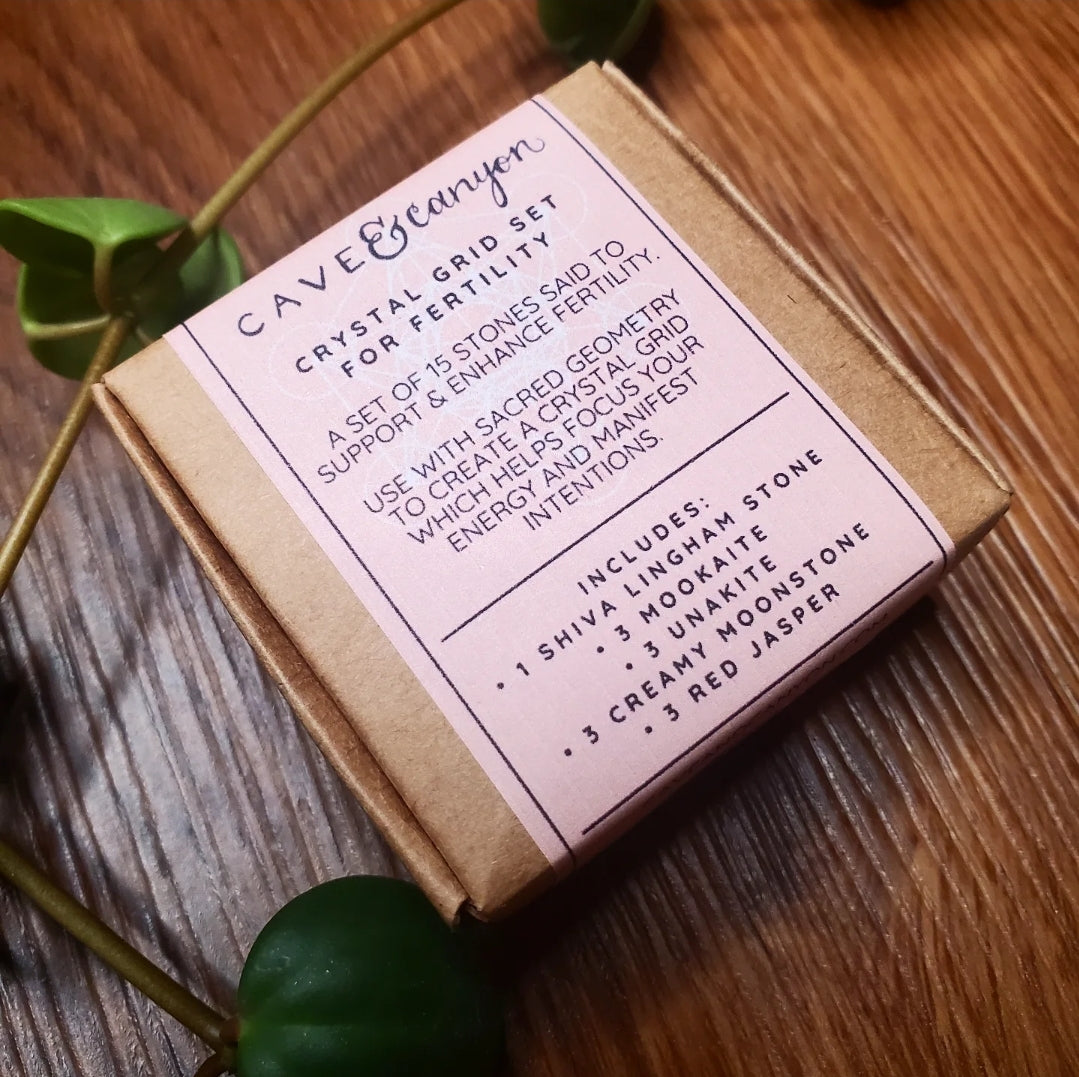 CAVE & canyon
CRYSTAL GRID SET
FOR FERTILITY
A SET OF 15 STONES SAID TO
SUPPORT & ENHANCE FERTILITY.
USE WITH SACRED GEOMETRY
TO CREATE A CRYSTAL GRID
WHICH HELPS FOCUS YOUR
ENERGY AND MANIFEST
INTENTIONS.
INCLUDES:
• 1 SHIVA LINGHAM STONE
• 3 MOOKAITE
• 3 UNAKITE
• 3 CREAMY MOONSTONE
• 3 RED JASPER